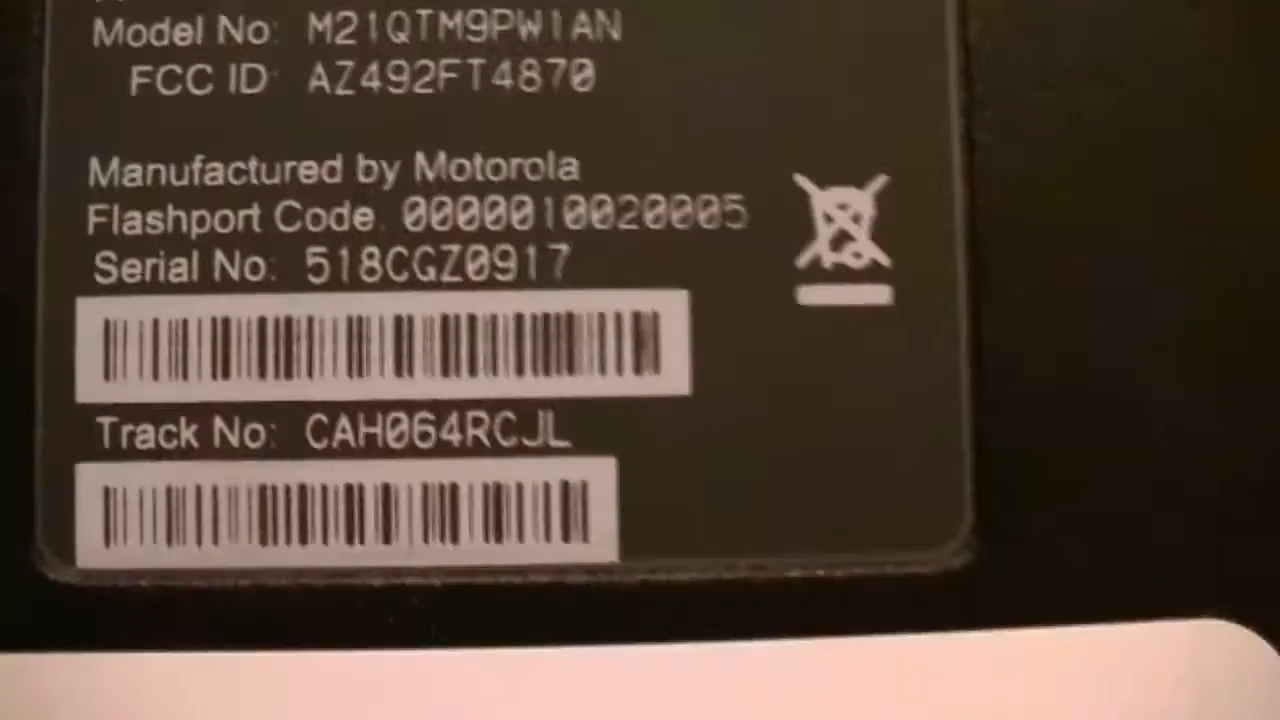 Model No: M21QTM9PW1AN
FCC ID: AZ492FT4870
Manufactured by Motorola
Flashport Code. 0000010020005
Serial No: 518CGZ0917
Track No: CAH064RCJL